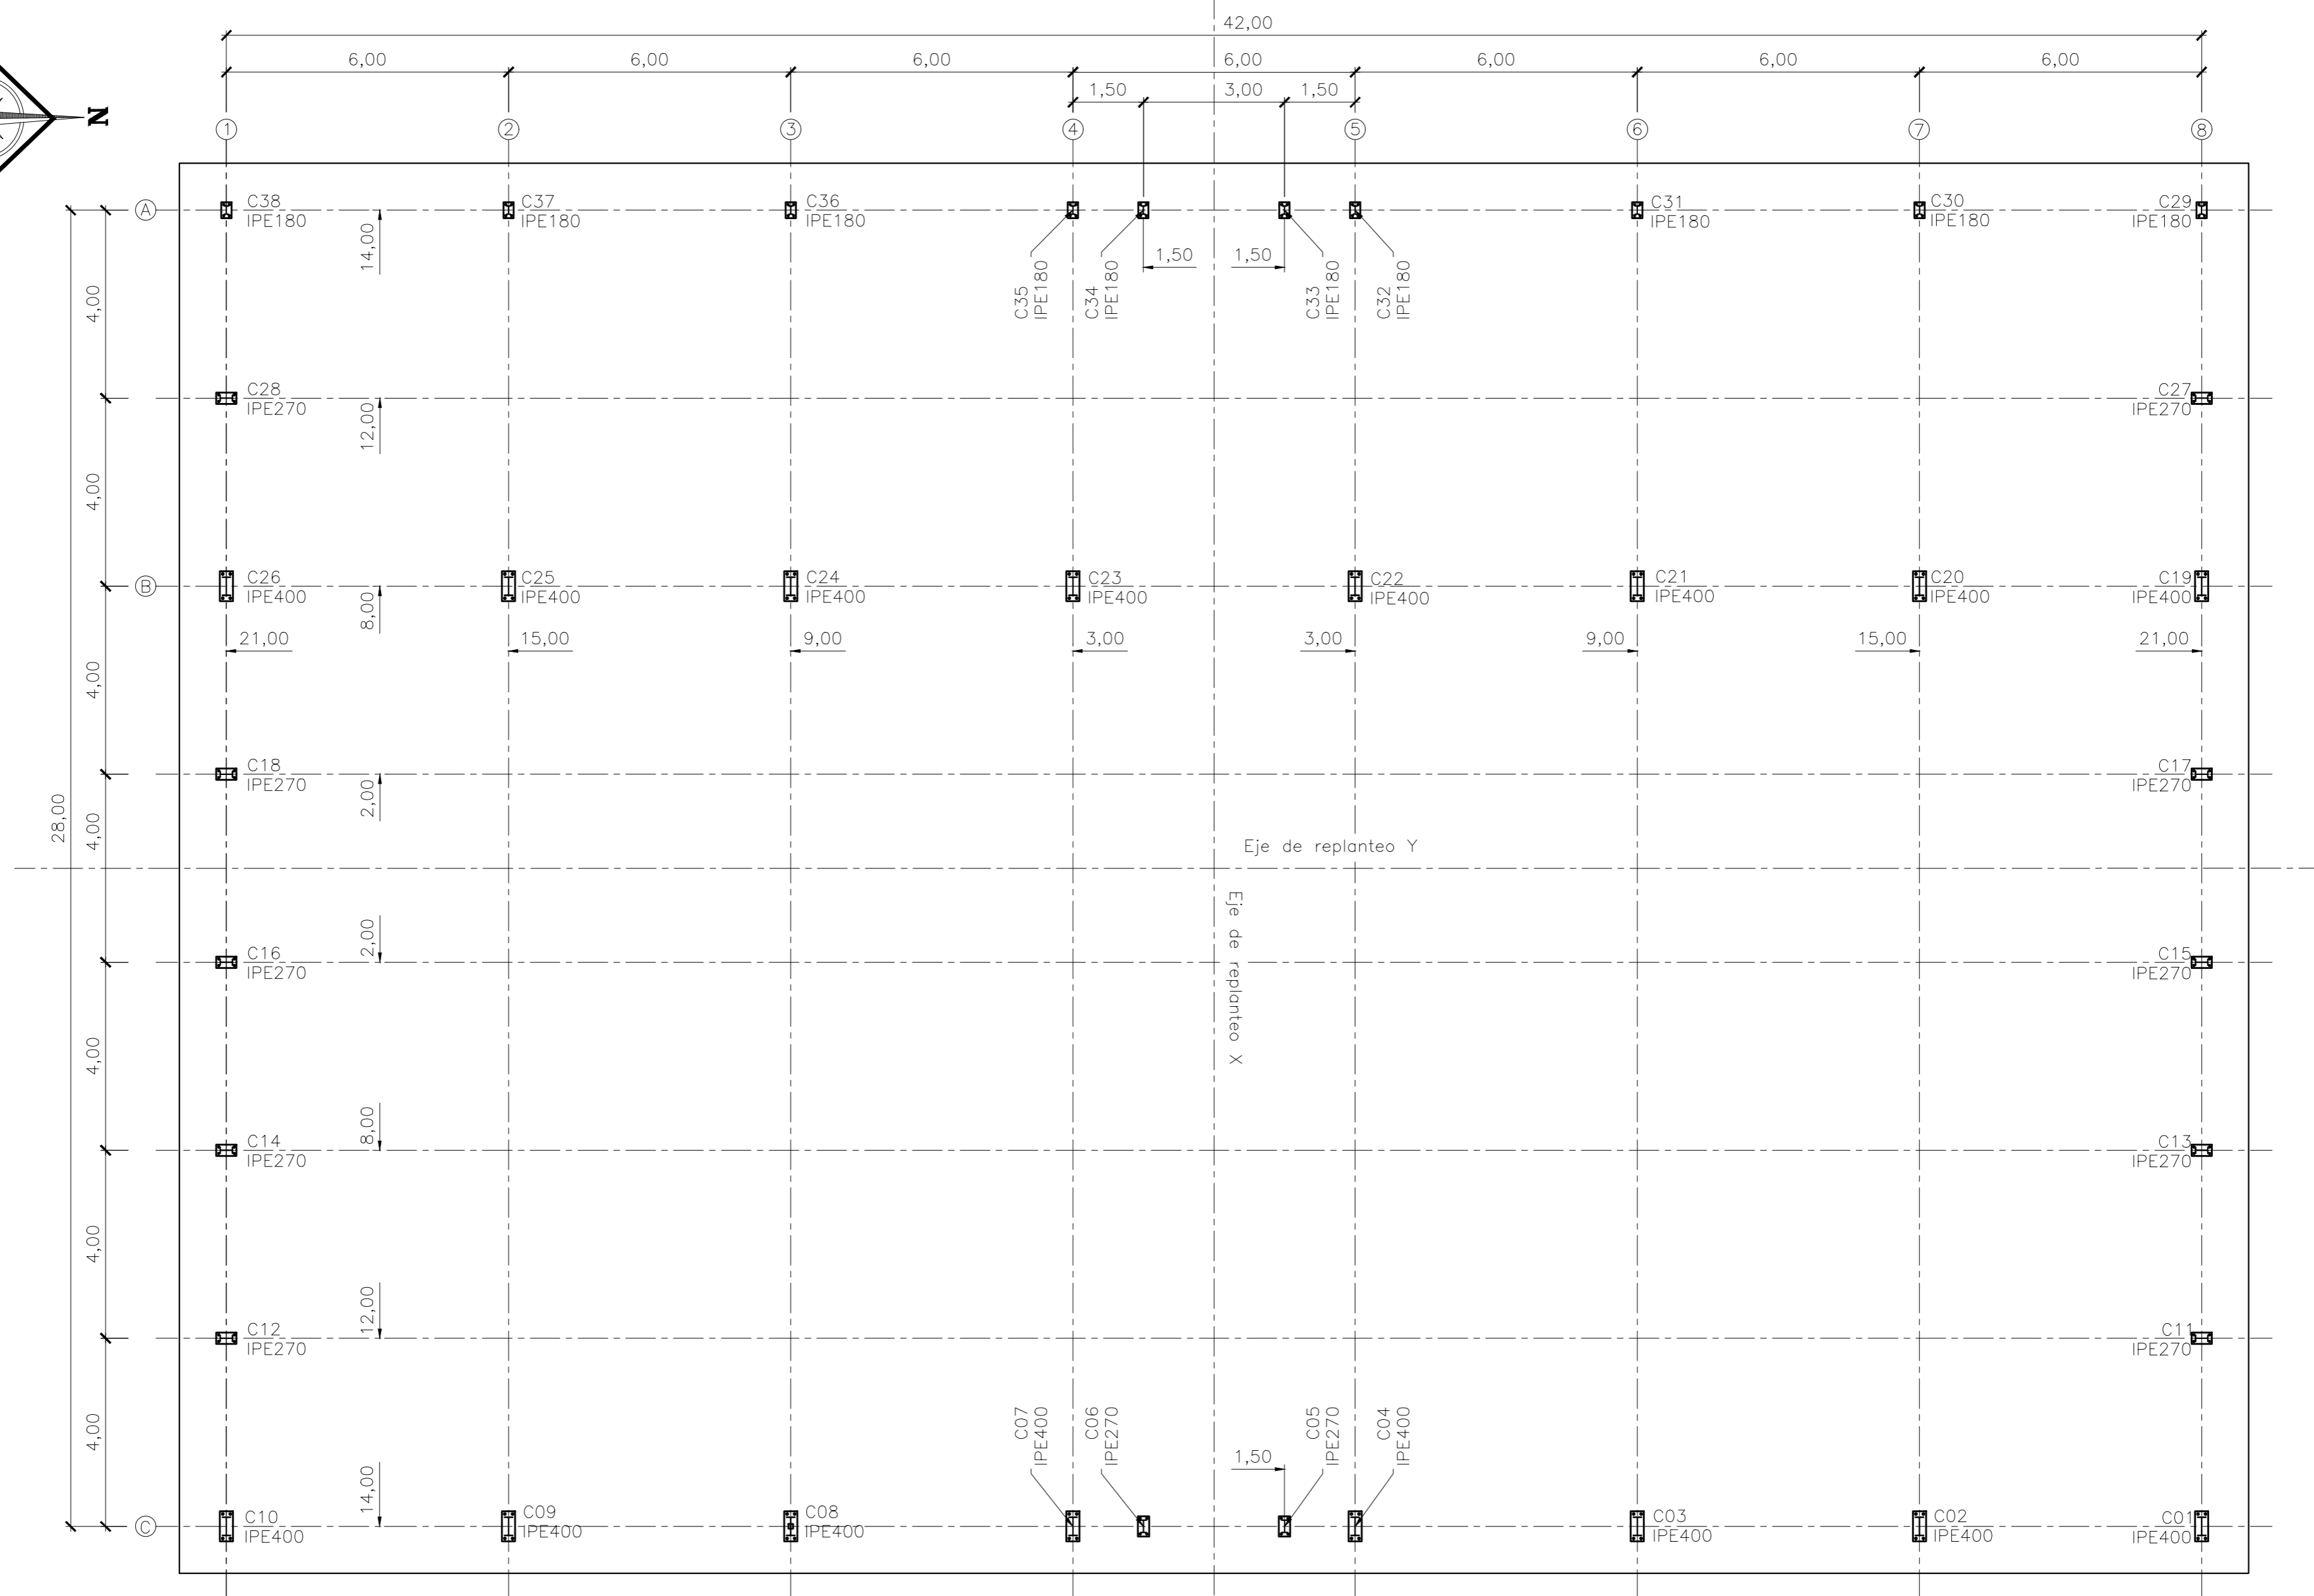 42,00
6,00 6,00 6,00 6,00 6,00 6,00 6,00
1,50 3,00 1,50
N
1 2 3 4 5 6 7 8
A
C38
IPE180
C37
IPE180
C36
IPE180
C31
IPE180
C30
IPE180
C29
IPE180
14,00
1,50 1,50
C35
IPE180
C34
IPE180
C33
IPE180
C32
IPE180
4,00
C28
IPE270
C27
IPE270
12,00
4,00
B
C26
IPE400
C25
IPE400
C24
IPE400
C23
IPE400
C22
IPE400
C21
IPE400
C20
IPE400
C19
IPE400
8,00
21,00 15,00 9,00 3,00 3,00 9,00 15,00 21,00
4,00
C18
IPE270
C17
IPE270
2,00
28,00
4,00
Eje de replanteo Y
Eje de replanteo X
2,00
C16
IPE270
C15
IPE270
4,00
8,00
C14
IPE270
C13
IPE270
4,00
12,00
C12
IPE270
C11
IPE270
4,00
C07
IPE400
C06
IPE270
C05
IPE270
C04
IPE400
1,50
14,00
C
C10
IPE400
C09
IPE400
C08
IPE400
C03
IPE400
C02
IPE400
C01
IPE400